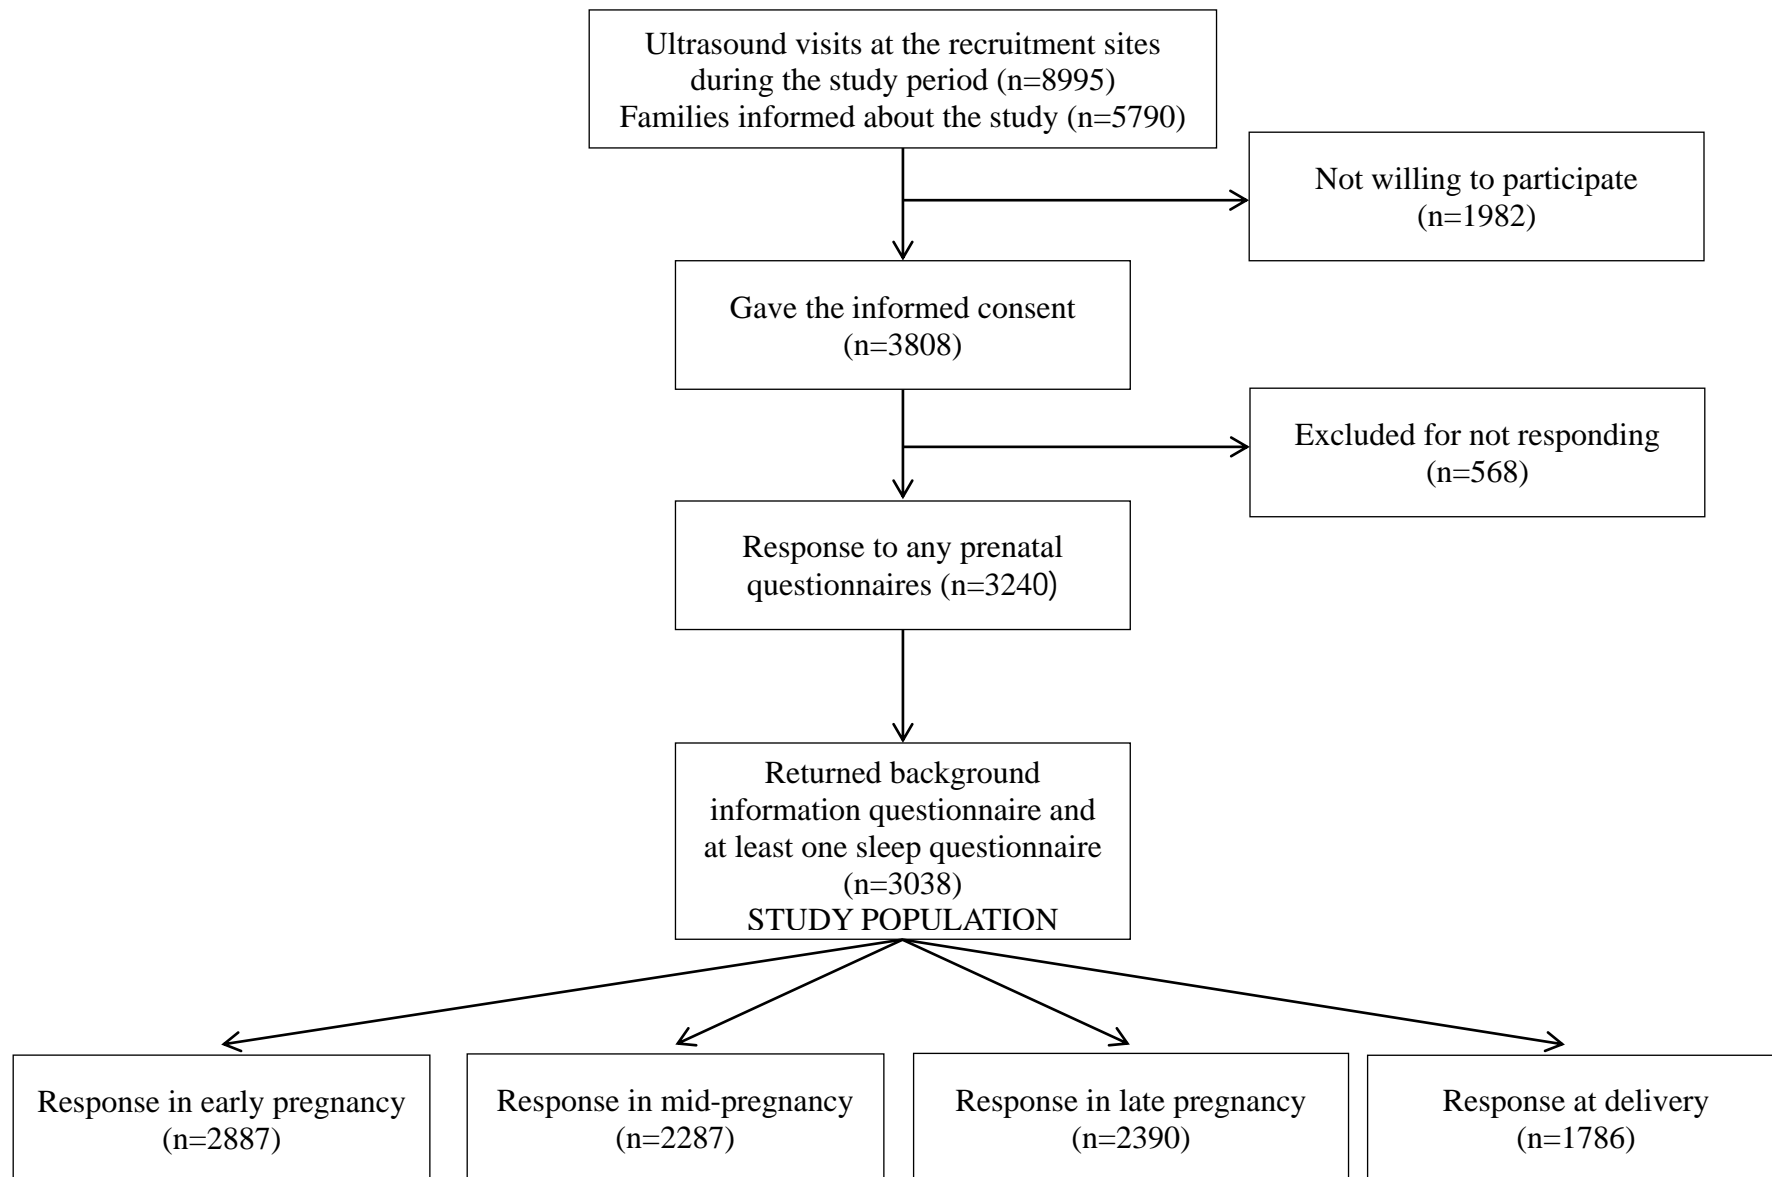 Ultrasound visits at the recruitment sites
during the study period (n=8995)
Families informed about the study (n=5790)
Not willing to participate
(n=1982)
Gave the informed consent
(n=3808)
Excluded for not responding
(n=568)
Response to any prenatal
questionnaires (n=3240)
Returned background
information questionnaire and
at least one sleep questionnaire
(n=3038)
STUDY POPULATION
Response in early pregnancy
(n=2887)
Response in mid-pregnancy
(n=2287)
Response in late pregnancy
(n=2390)
Response at delivery
(n=1786)